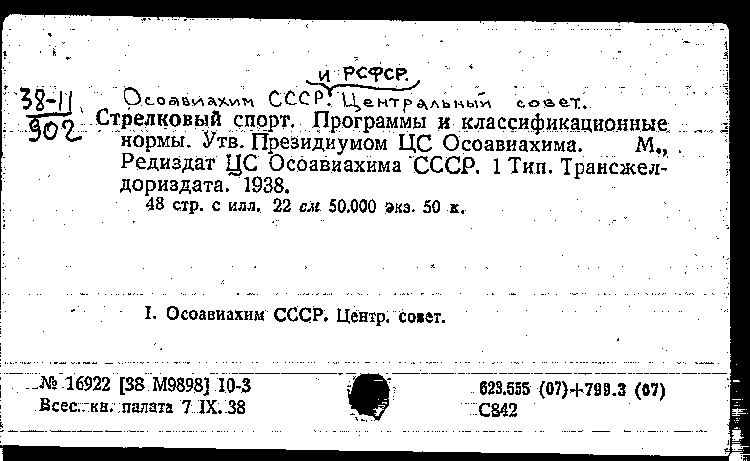 и РСФСР.
38-11
902
Осоавиахим СССР. Центральный совет.
Стрелковый спорт. Программы и классификационные
нормы. Утв. Президиумом ЦС Осоавиахима. М.,
Редиздат ЦС Осоавиахима СССР. 1 Тип. Трансжел-
дориздата. 1938.
48 стр. с илл. 22 см 50.000 экз. 50 к.
I. Осоавиахим СССР. Центр. совет.
№ 16922 [38 М9898] 10-3
Всес. кн. палата 7 IX. 38
623.555 (07)+799.3 (07)
С842